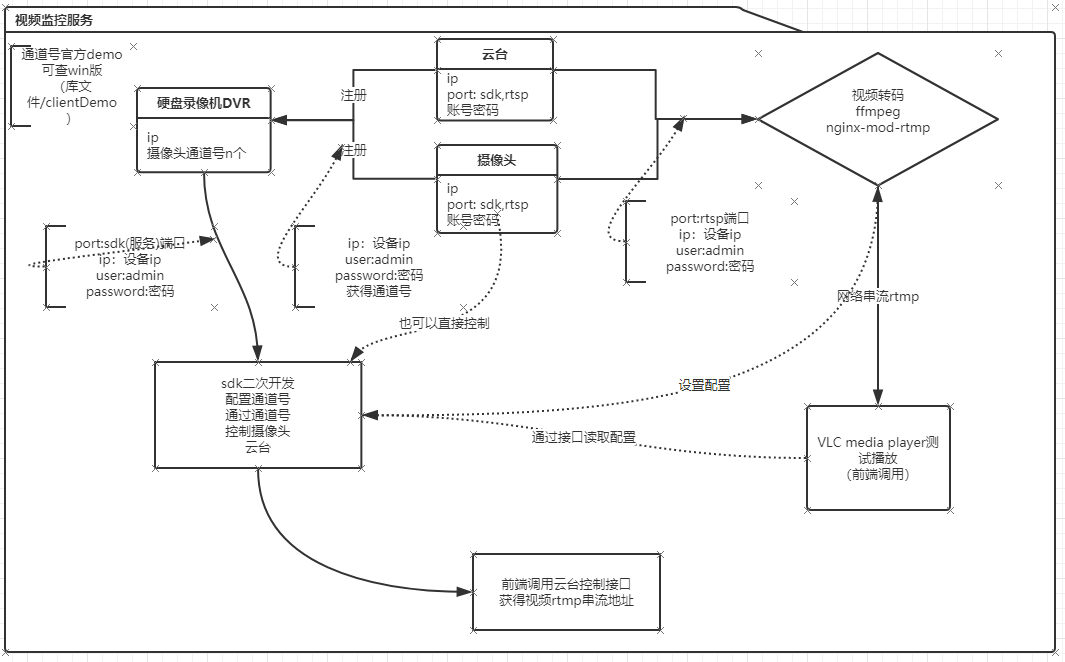 视频监控服务
通道号官方demo
可查win版
（库文
件/clientDemo
）
硬盘录像机DVR
ip
摄像头通道号n个
注册
注册
云台
ip
port: sdk,rtsp
账号密码
摄像头
ip
port: sdk,rtsp
账号密码
视频转码
ffmpeg
nginx-mod-rtmp
port:sdk(服务)端口
ip：设备ip
user:admin
password:密码
ip：设备ip
user:admin
password:密码
获得通道号
port:rtsp端口
ip：设备ip
user:admin
password:密码
网络串流rtmp
也可以直接控制
设置配置
sdk二次开发
配置通道号
通过通道号
控制摄像头
云台
通过接口读取配置
VLC media player测
试播放
（前端调用）
前端调用云台控制接口
获得视频rtmp串流地址